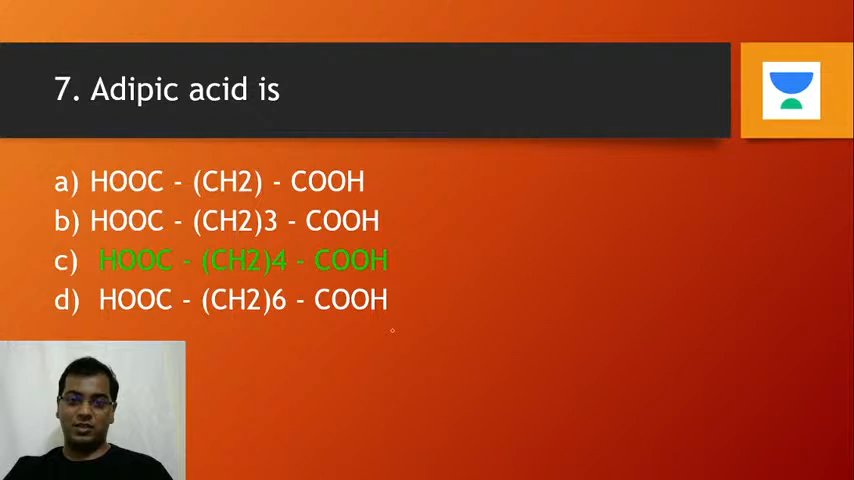 7. Adipic acid is
a) HOOC - (CH2) - COOH
b) HOOC - (CH2)3 - COOH
c) HOOC - (CH2)4 - COOH
d) HOOC - (CH2)6 - COOH